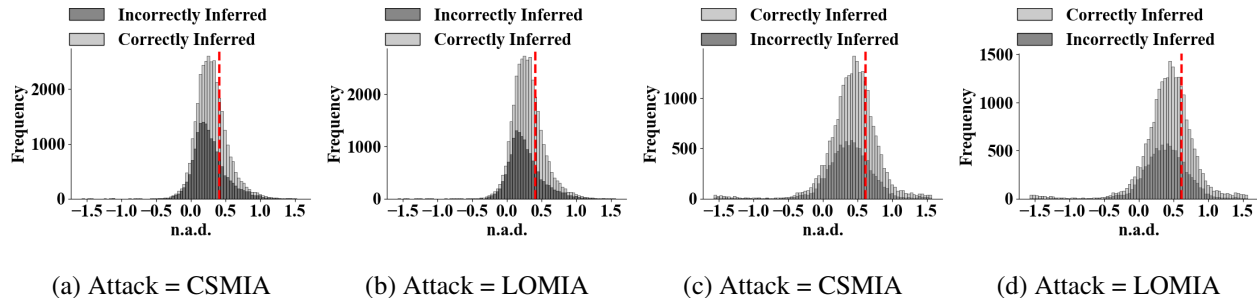 Incorrectly Inferred
Correctly Inferred
Frequency
2000
1000
0
−1.5 −1.0 −0.5 0.0 0.5 1.0 1.5
n.a.d.
(a) Attack = CSMIA
Incorrectly Inferred
Correctly Inferred
Frequency
2000
1000
0
−1.5 −1.0 −0.5 0.0 0.5 1.0 1.5
n.a.d.
(b) Attack = LOMIA
Correctly Inferred
Incorrectly Inferred
Frequency
1000
500
0
−1.5 −1.0 −0.5 0.0 0.5 1.0 1.5
n.a.d.
(c) Attack = CSMIA
Correctly Inferred
Incorrectly Inferred
Frequency
1500
1000
500
0
−1.5 −1.0 −0.5 0.0 0.5 1.0 1.5
n.a.d.
(d) Attack = LOMIA